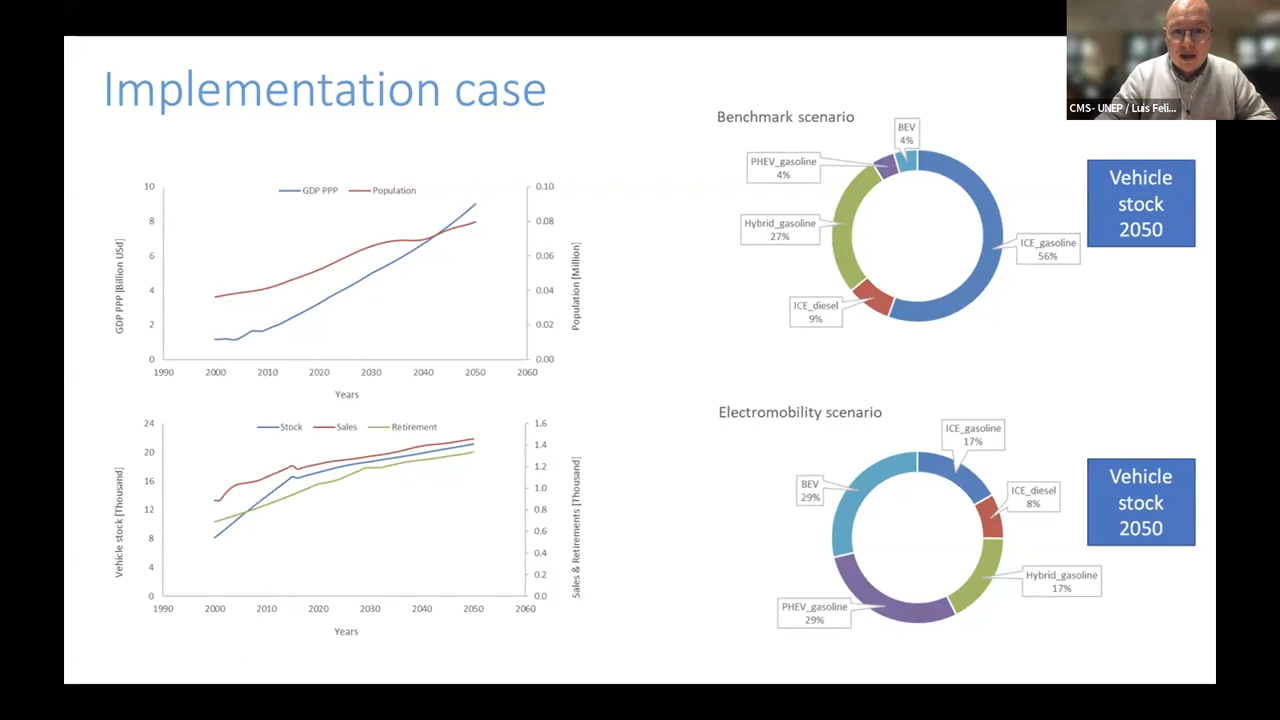 Implementation case
CMS- UNEP / Luis Feli...
GDP PPP
Population
10
8
6
4
2
0
0.10
0.08
0.06
0.04
0.02
0.00
GDP PPP [Billion USd]
Population [Million]
1990
2000
2010
2020
2030
2040
2050
2060
Years
Stock
Sales
Retirement
24
20
16
12
8
4
0
1.6
1.4
1.2
1.0
0.8
0.6
0.4
0.2
0.0
Vehicle stock [Thousand]
Sales & Retirements [Thousand]
1990
2000
2010
2020
2030
2040
2050
2060
Years
Benchmark scenario
BEV
4%
PHEV_gasoline
4%
Hybrid_gasoline
27%
ICE_gasoline
56%
ICE_diesel
9%
Vehicle
stock
2050
Electromobility scenario
ICE_gasoline
17%
BEV
29%
ICE_diesel
8%
Hybrid_gasoline
17%
PHEV_gasoline
29%
Vehicle
stock
2050